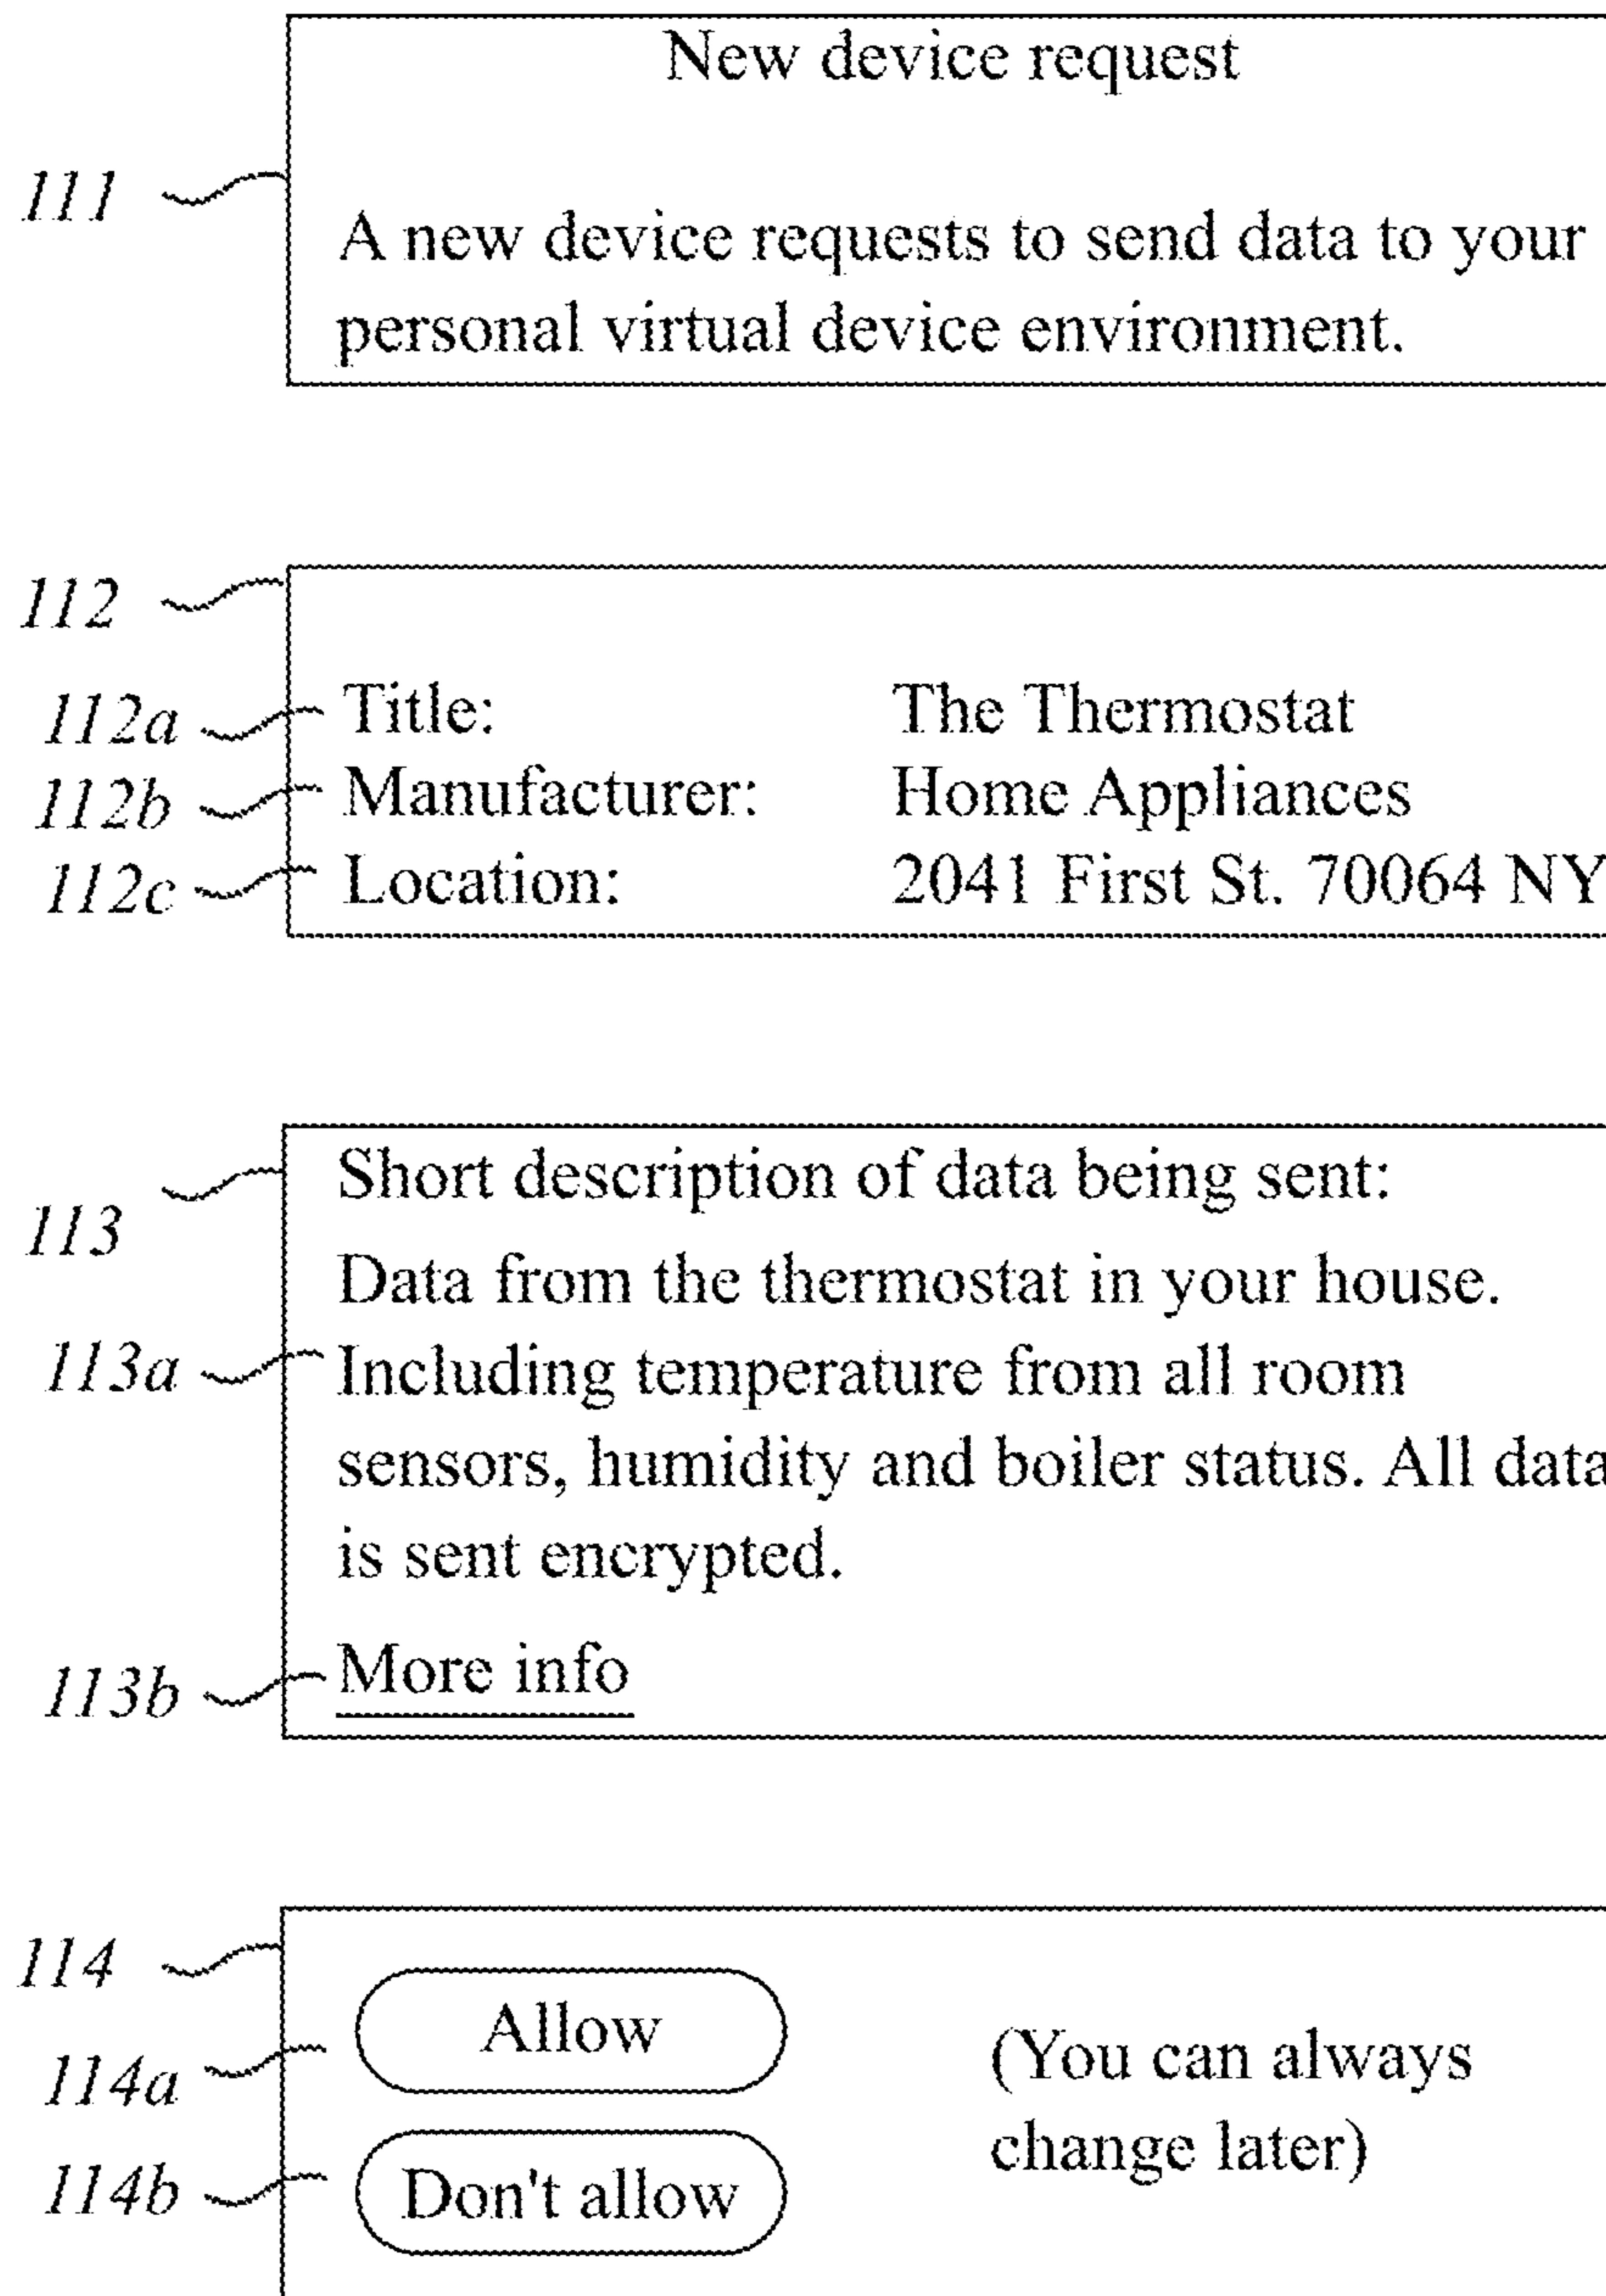 New device request
111
A new device requests to send data to your
personal virtual device environment.
112
112a Title: The Thermostat
112b Manufacturer: Home Appliances
112c Location: 2041 First St. 70064 NY
113 Short description of data being sent:
Data from the thermostat in your house.
113a Including temperature from all room
sensors, humidity and boiler status. All data
is sent encrypted.
113b More info
114
114a Allow
(You can always
change later)
114b Don't allow